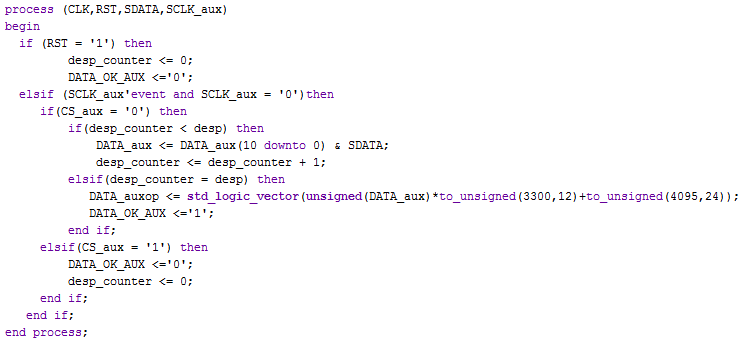 process (CLK,RST,SDATA,SCLK_aux)
begin
  if (RST = '1') then
         desp_counter <= 0;
         DATA_OK_AUX <='0';
  elsif (SCLK_aux'event and SCLK_aux = '0')then
     if(CS_aux = '0') then
         if(desp_counter < desp) then
             DATA_aux <= DATA_aux(10 downto 0) & SDATA;
             desp_counter <= desp_counter + 1;
         elsif(desp_counter = desp) then
            DATA_auxop <= std_logic_vector(unsigned(DATA_aux)*to_unsigned(3300,12)+to_unsigned(4095,24));
            DATA_OK_AUX <='1';
         end if;
     elsif(CS_aux = '1') then
         DATA_OK_AUX <='0';
         desp_counter <= 0;
     end if;
   end if;
end process;